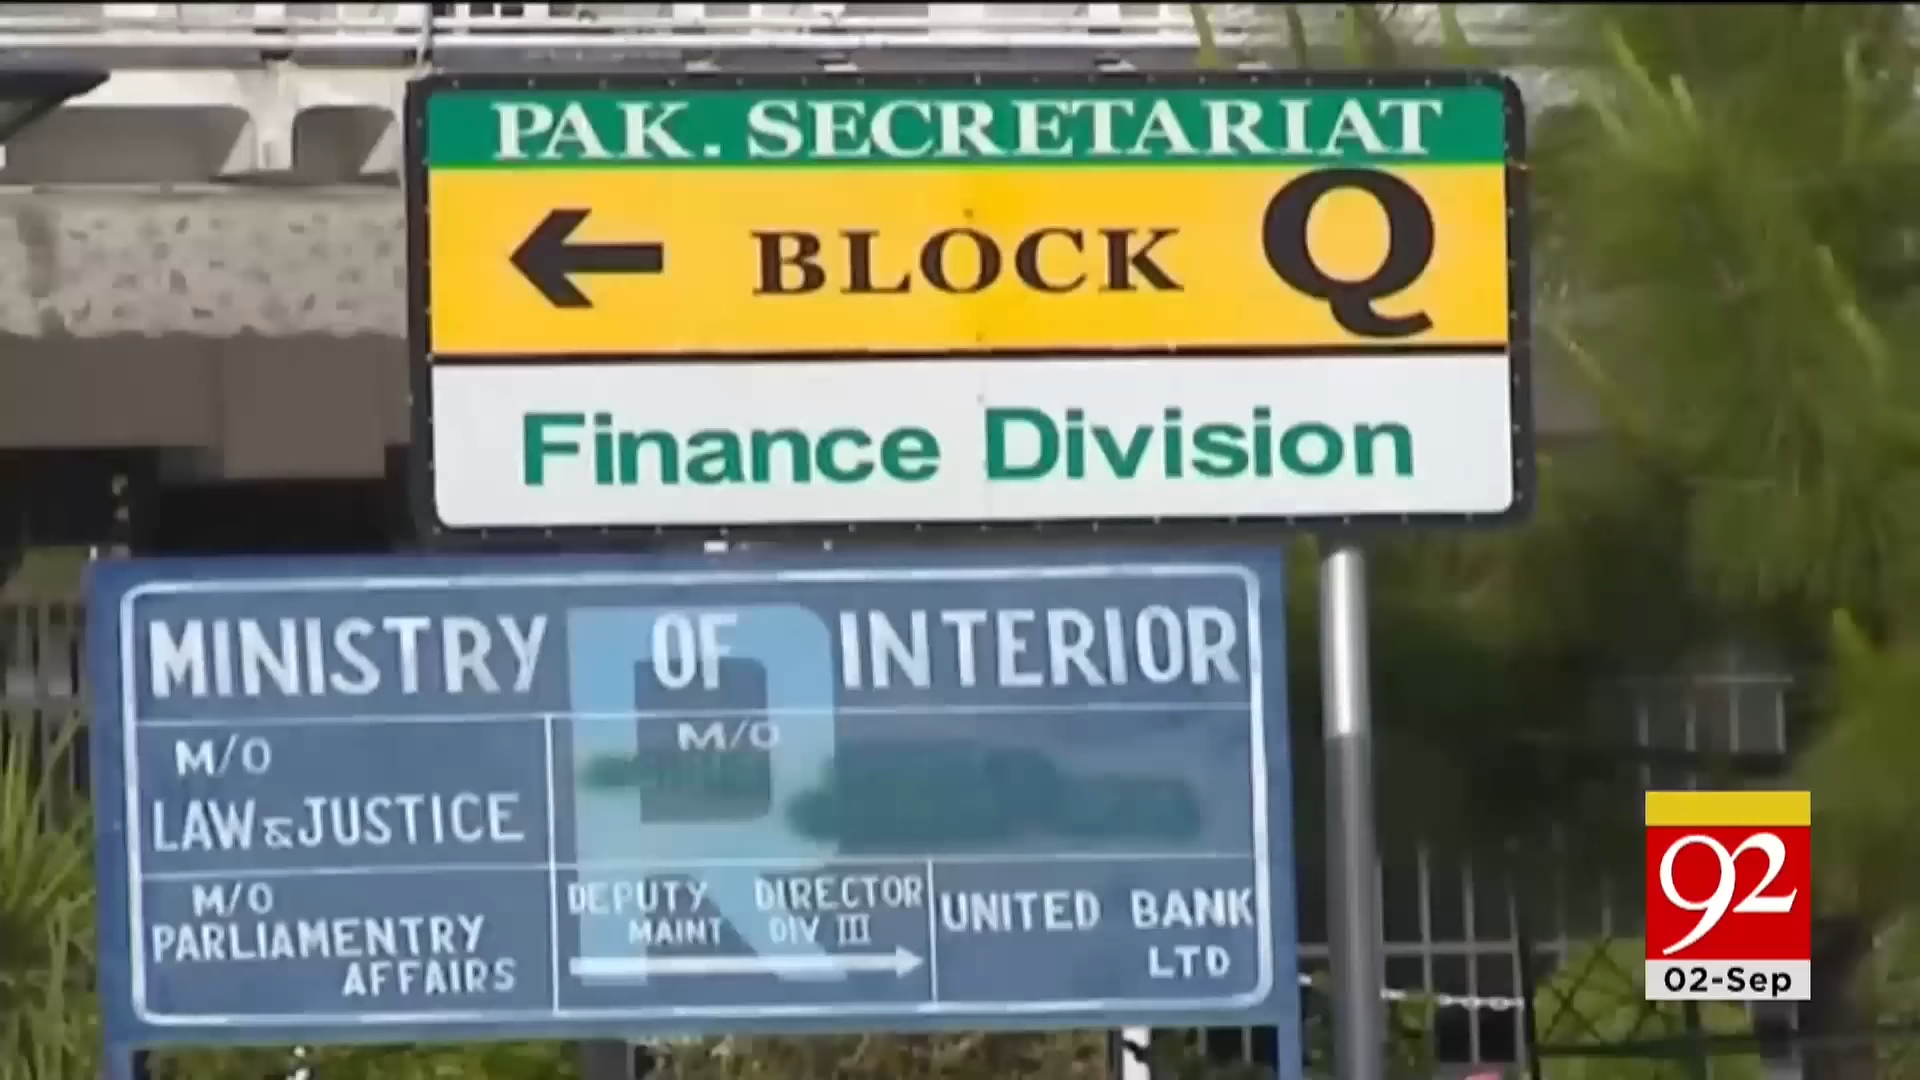 PAK. SECRETARIAT
BLOCK Q
Finance Division
MINISTRY OF INTERIOR
M/O
LAW & JUSTICE
M/O
M/O
PARLIAMENTRY
AFFAIRS
DEPUTY DIRECTOR
MAINT DIV III
UNITED BANK
LTD
R
92
02-Sep